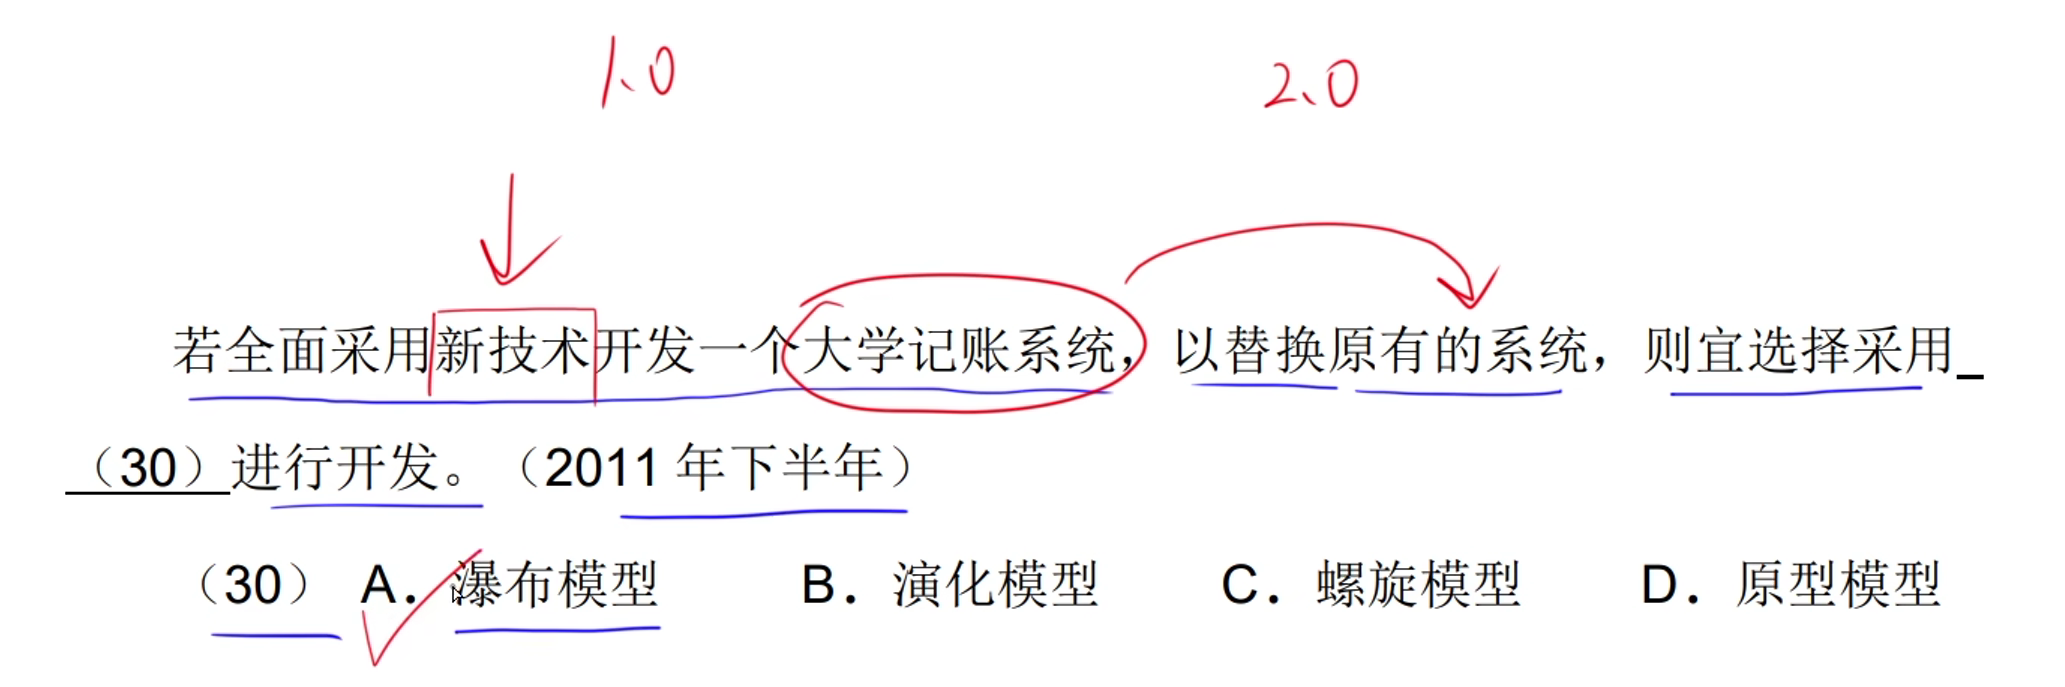 1.0 2.0
若全面采用新技术开发一个大学记账系统，以替换原有的系统，则宜选择采用_
（30）进行开发。（2011 年下半年）
（30） A．瀑布模型 B．演化模型 C．螺旋模型 D．原型模型